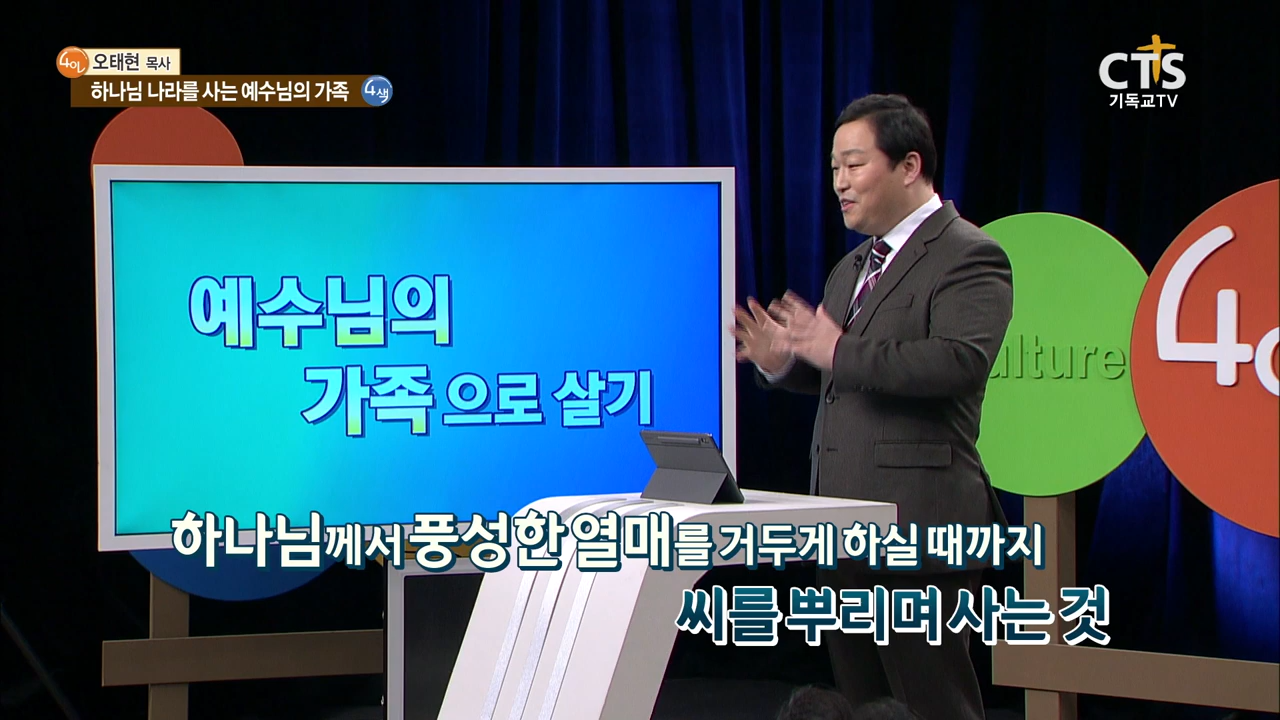 4인 오태현 목사
하나님 나라를 사는 예수님의 가족 4색
CTS
기독교TV
예수님의
가족으로 살기
ulture
4
하나님께서 풍성한 열매를 거두게 하실 때까지
씨를 뿌리며 사는 것